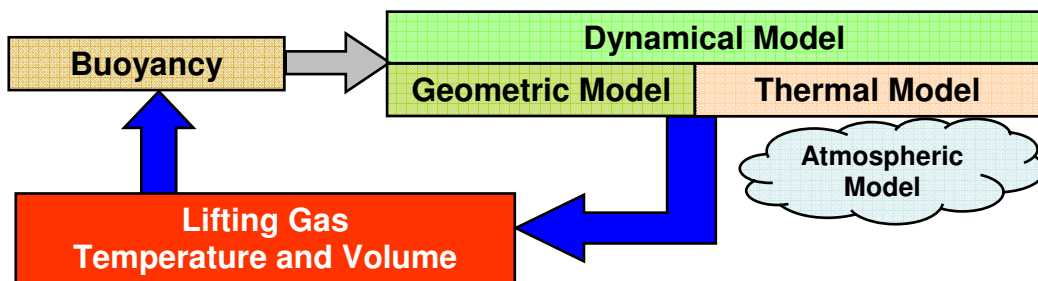 Dynamical Model
Buoyancy
Geometric Model
Thermal Model
Atmospheric
Model
Lifting Gas
Temperature and Volume